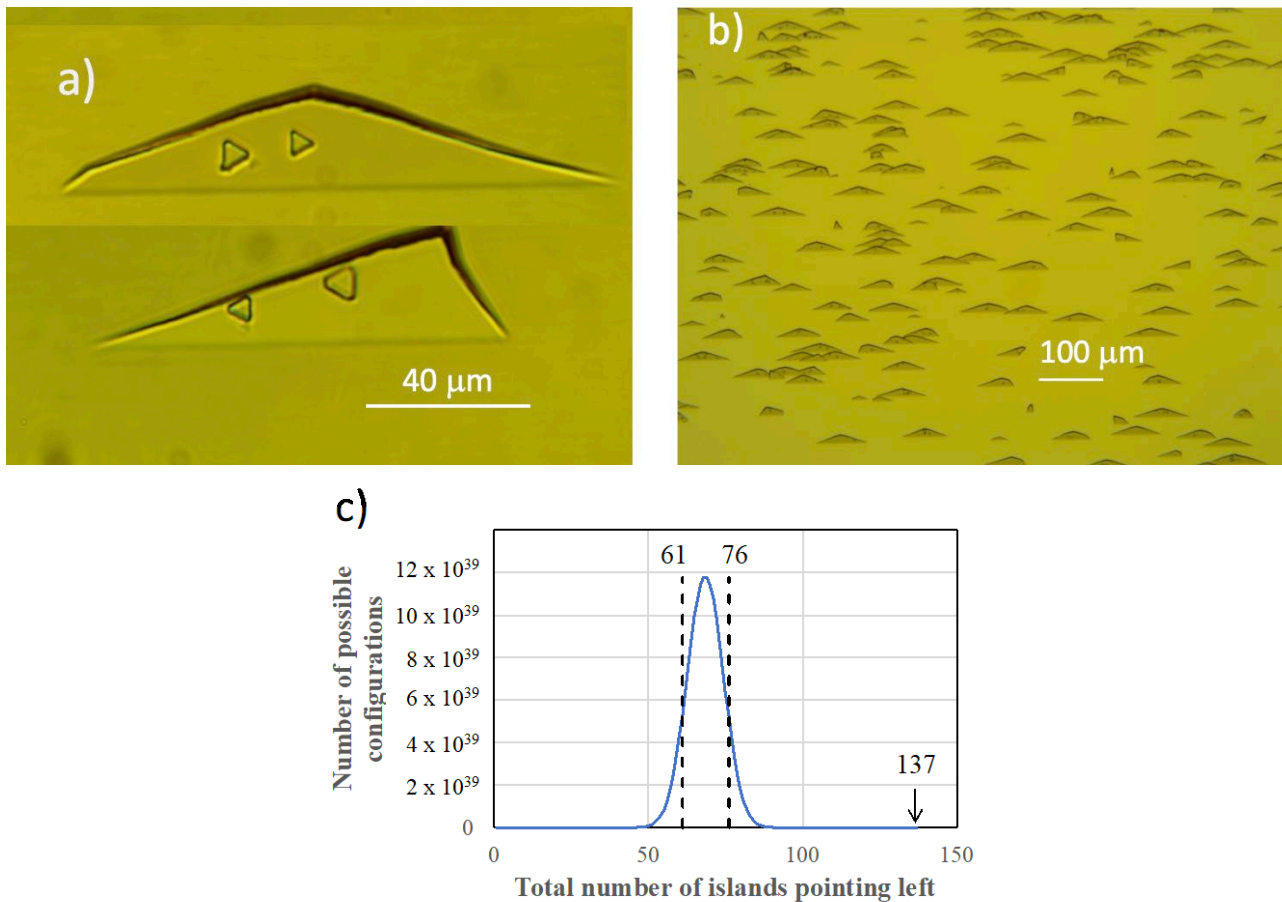 a)
40 μm
b)
100 μm
c)
Number of possible
configurations
12 x 10³⁹
10 x 10³⁹
8 x 10³⁹
6 x 10³⁹
4 x 10³⁹
2 x 10³⁹
0
61 76
137
0 50 100 150
Total number of islands pointing left